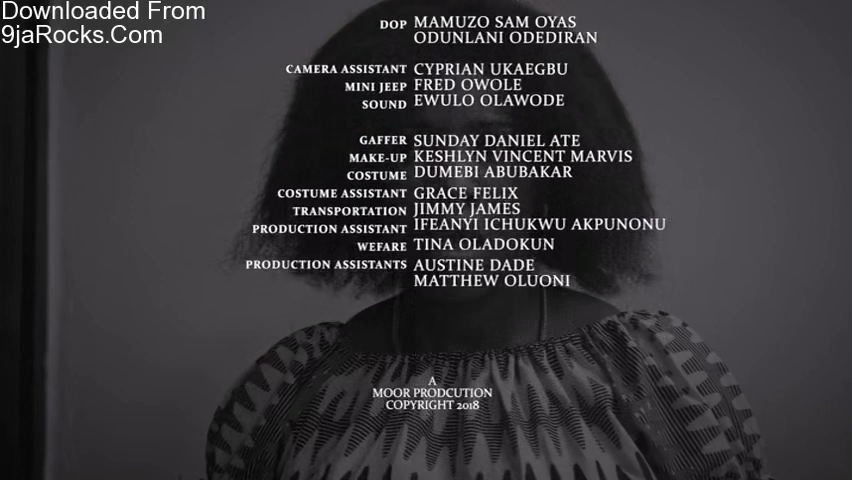 Downloaded From
9jaRocks.Com
DOP MAMUZO SAM OYAS
ODUNLANI ODEDIRAN
CAMERA ASSISTANT CYPRIAN UKAEGBU
MINI JEEP FRED OWOLE
SOUND EWULO OLAWODE
GAFFER SUNDAY DANIEL ATE
MAKE-UP KESHLYN VINCENT MARVIS
COSTUME DUMEBI ABUBAKAR
COSTUME ASSISTANT GRACE FELIX
TRANSPORTATION JIMMY JAMES
PRODUCTION ASSISTANT IFEANYI ICHUKWU AKPUNONU
WEFARE TINA OLADOKUN
PRODUCTION ASSISTANTS AUSTINE DADE
MATTHEW OLUONI
A
MOOR PRODCUTION
COPYRIGHT 2018